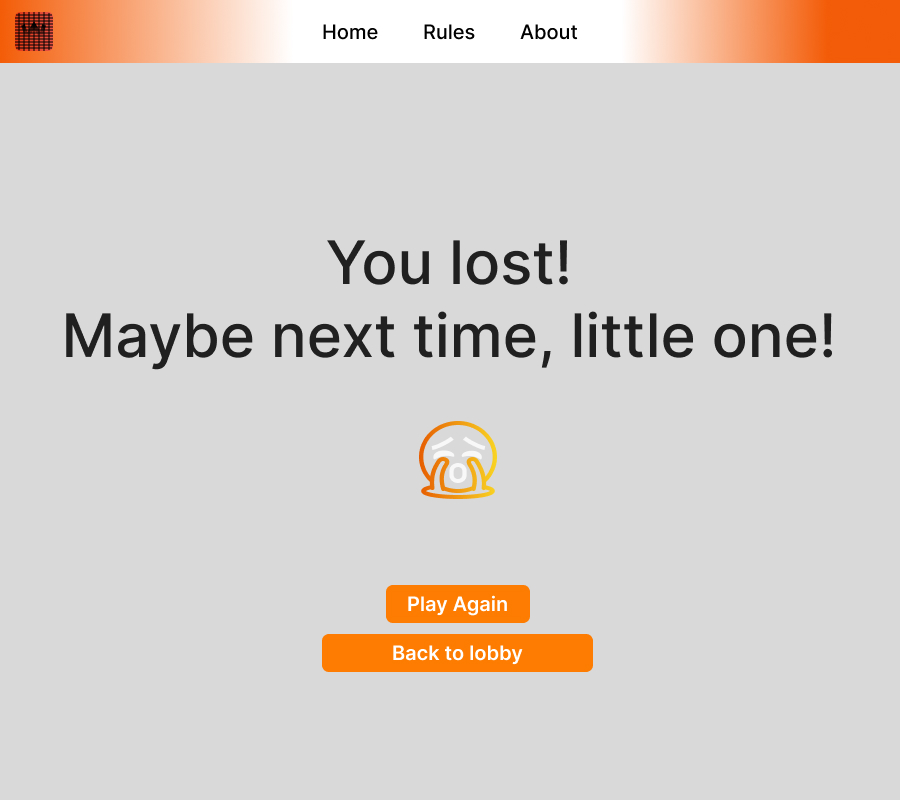 Home Rules About
You lost!
Maybe next time, little one!
Play Again
Back to lobby